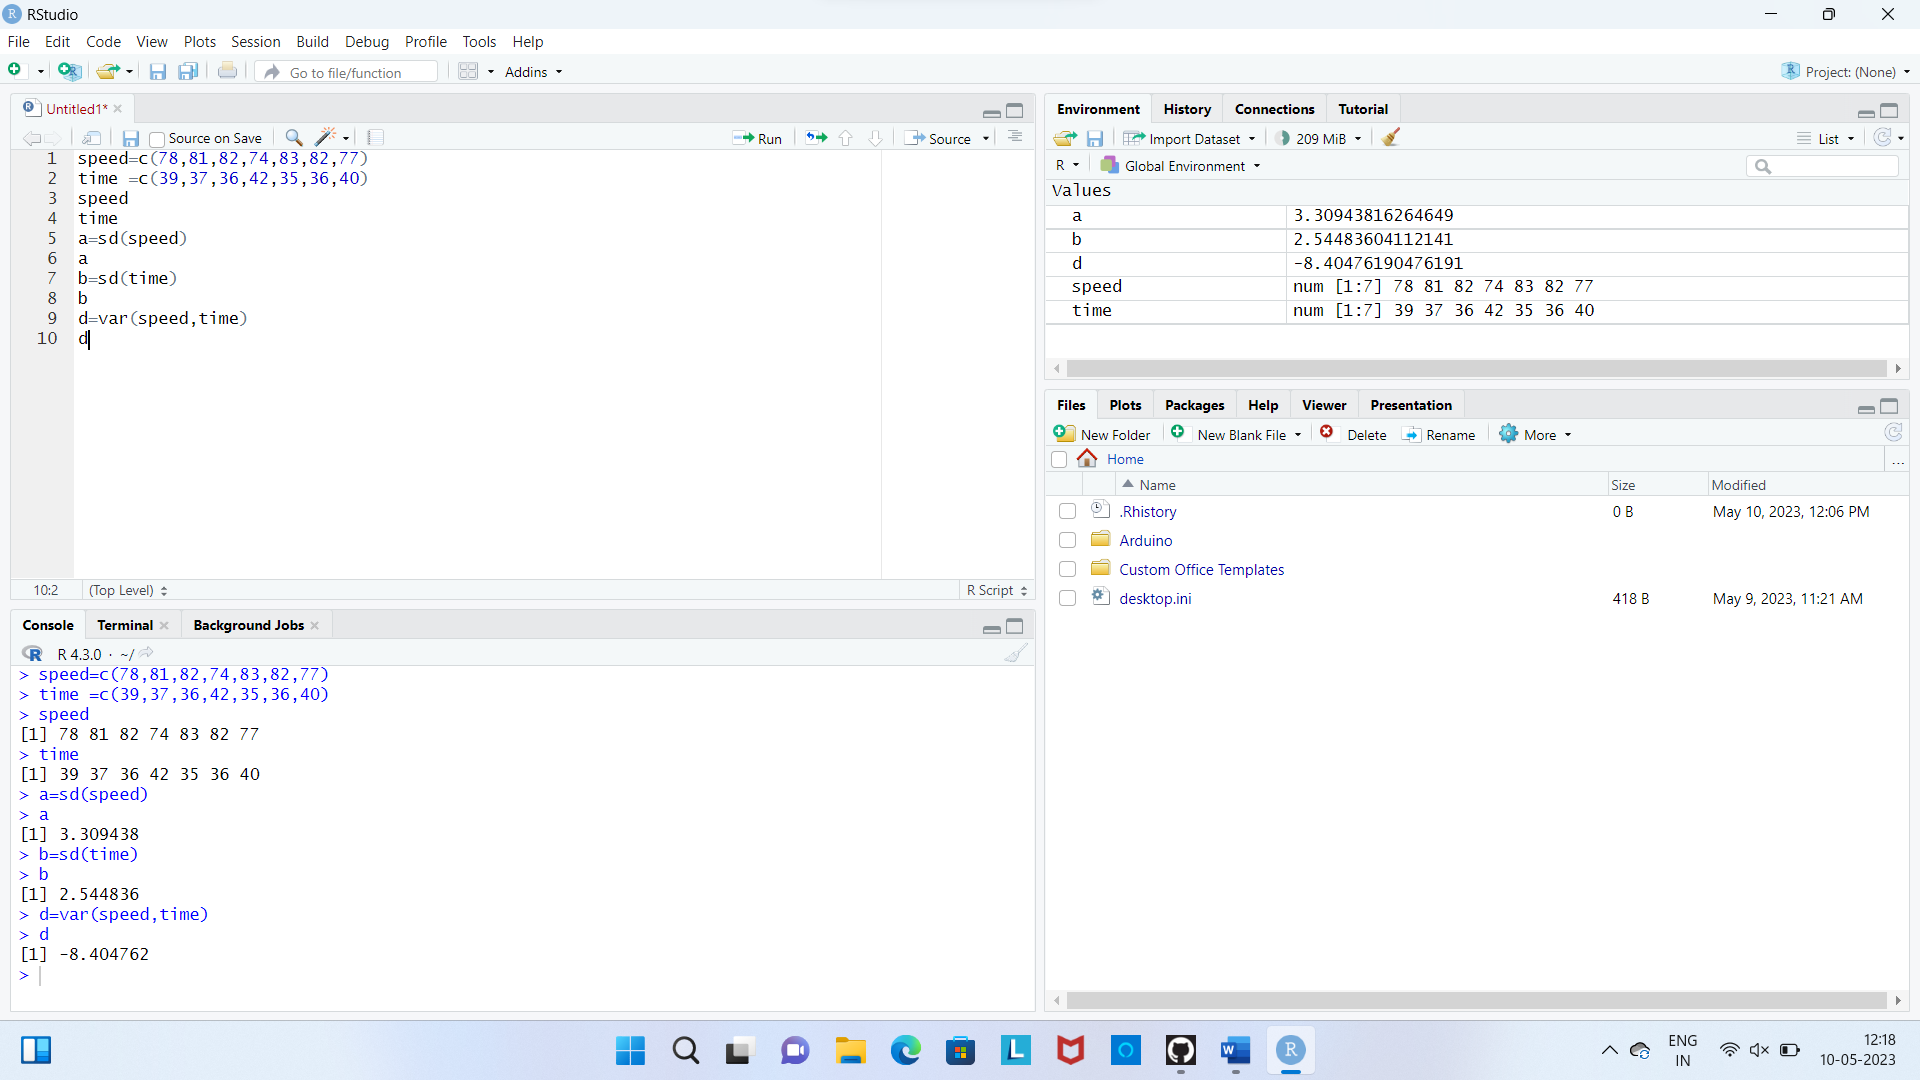 RStudio
File Edit Code View Plots Session Build Debug Profile Tools Help
Go to file/function Addins Project: (None)
Untitled1*
Source on Save Run Source
1 speed=c(78,81,82,74,83,82,77)
2 time =c(39,37,36,42,35,36,40)
3 speed
4 time
5 a=sd(speed)
6 a
7 b=sd(time)
8 b
9 d=var(speed,time)
10 d
10:2 (Top Level) R Script
Console Terminal Background Jobs
R 4.3.0 · ~/
> speed=c(78,81,82,74,83,82,77)
> time =c(39,37,36,42,35,36,40)
> speed
[1] 78 81 82 74 83 82 77
> time
[1] 39 37 36 42 35 36 40
> a=sd(speed)
> a
[1] 3.309438
> b=sd(time)
> b
[1] 2.544836
> d=var(speed,time)
> d
[1] -8.404762
>
Environment History Connections Tutorial
Import Dataset 209 MiB List
R Global Environment
Values
a 3.30943816264649
b 2.54483604112141
d -8.40476190476191
speed num [1:7] 78 81 82 74 83 82 77
time num [1:7] 39 37 36 42 35 36 40
Files Plots Packages Help Viewer Presentation
New Folder New Blank File Delete Rename More
Home ...
Name Size Modified
.Rhistory 0 B May 10, 2023, 12:06 PM
Arduino
Custom Office Templates
desktop.ini 418 B May 9, 2023, 11:21 AM
ENG
IN
12:18
10-05-2023